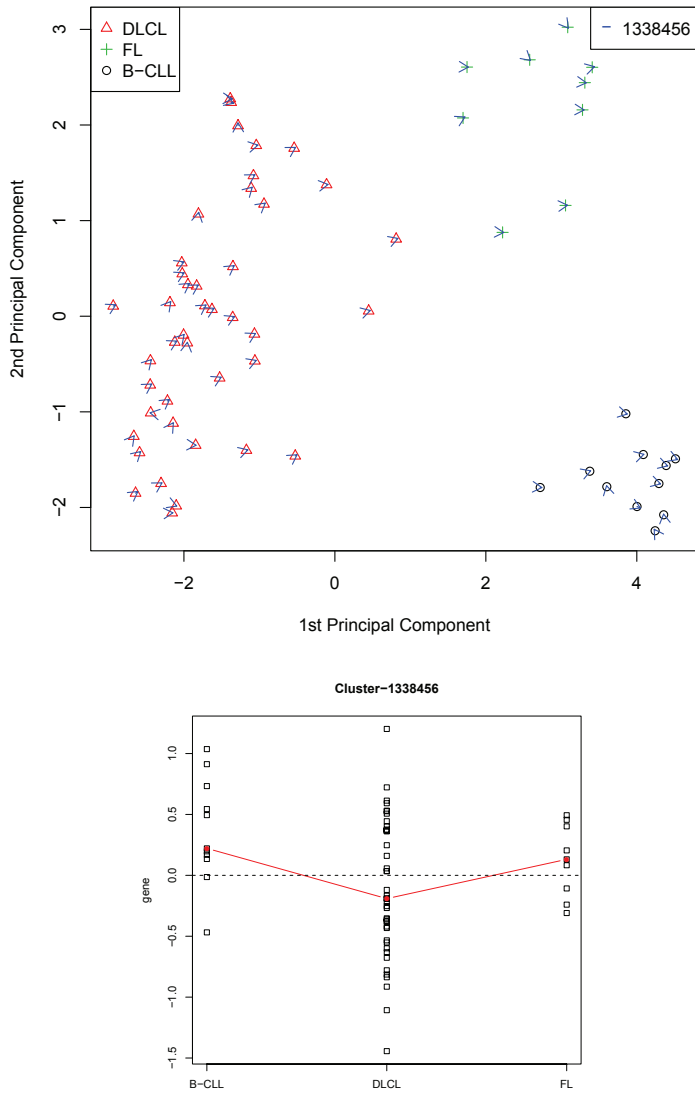 DLCL
FL
B−CLL
1338456
3
2
1
0
−1
−2
2nd Principal Component
−2
0
2
4
1st Principal Component
Cluster−1338456
1.0
0.5
0.0
−0.5
−1.0
−1.5
gene
B−CLL
DLCL
FL